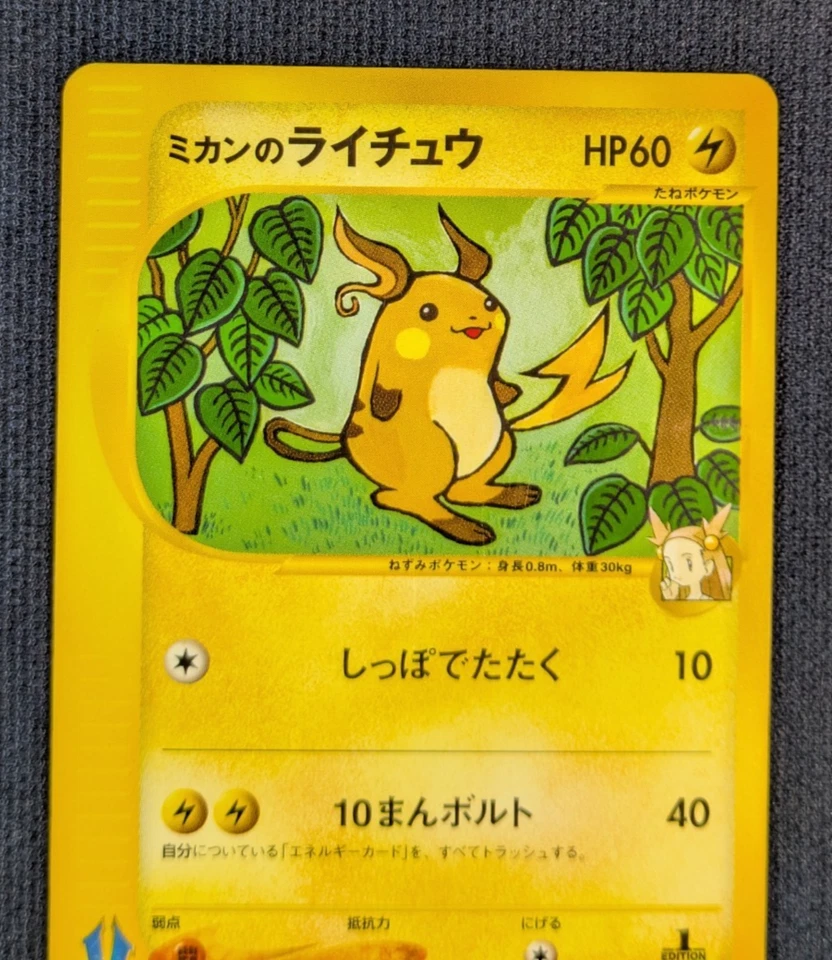 ミカンのライチュウ HP60
たねポケモン
ねずみポケモン：身長0.8m、体重30kg
しっぽでたたく 10
10まんボルト 40
自分についている「エネルギーカード」を、すべてトラッシュする。
弱点 抵抗力 にげる
1
EDITION